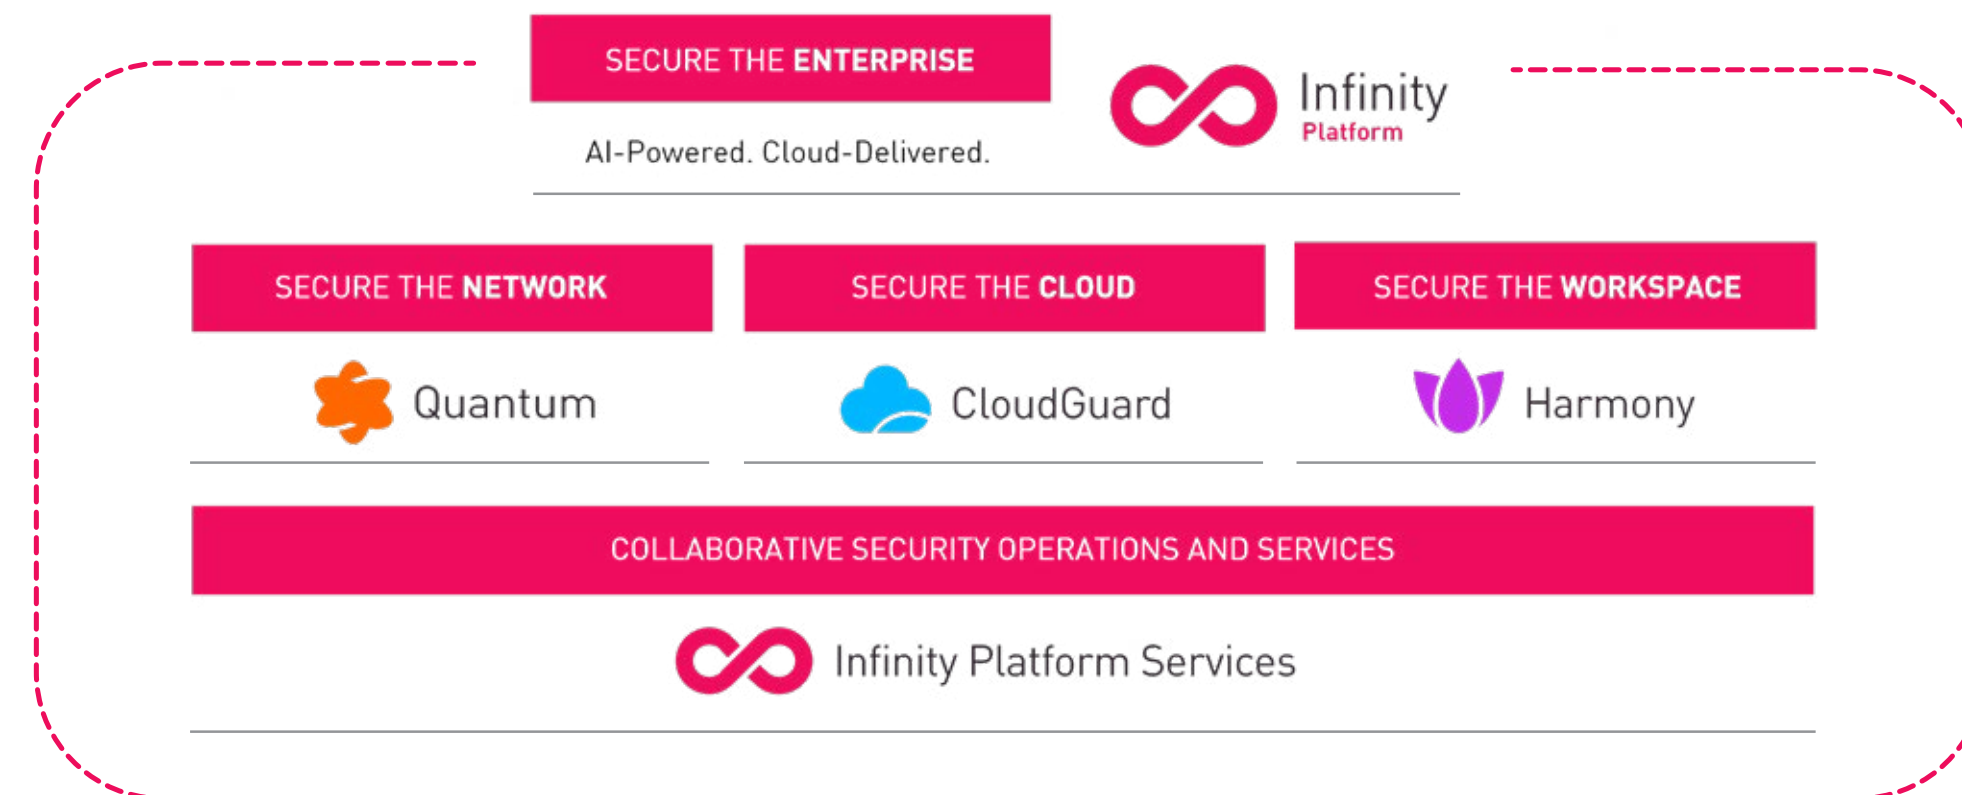 SECURE THE ENTERPRISE
Infinity
Platform
AI-Powered. Cloud-Delivered.
SECURE THE NETWORK
SECURE THE CLOUD
SECURE THE WORKSPACE
Quantum
CloudGuard
Harmony
COLLABORATIVE SECURITY OPERATIONS AND SERVICES
Infinity Platform Services